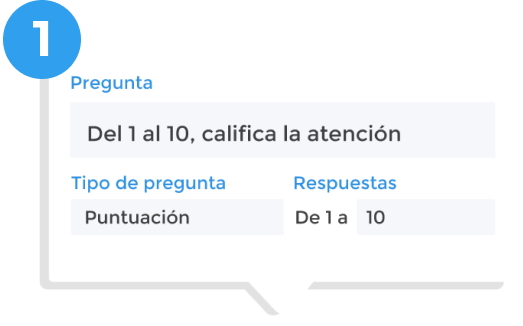 1
Pregunta
Del 1 al 10, califica la atención
Tipo de pregunta Respuestas
Puntuación De 1 a 10